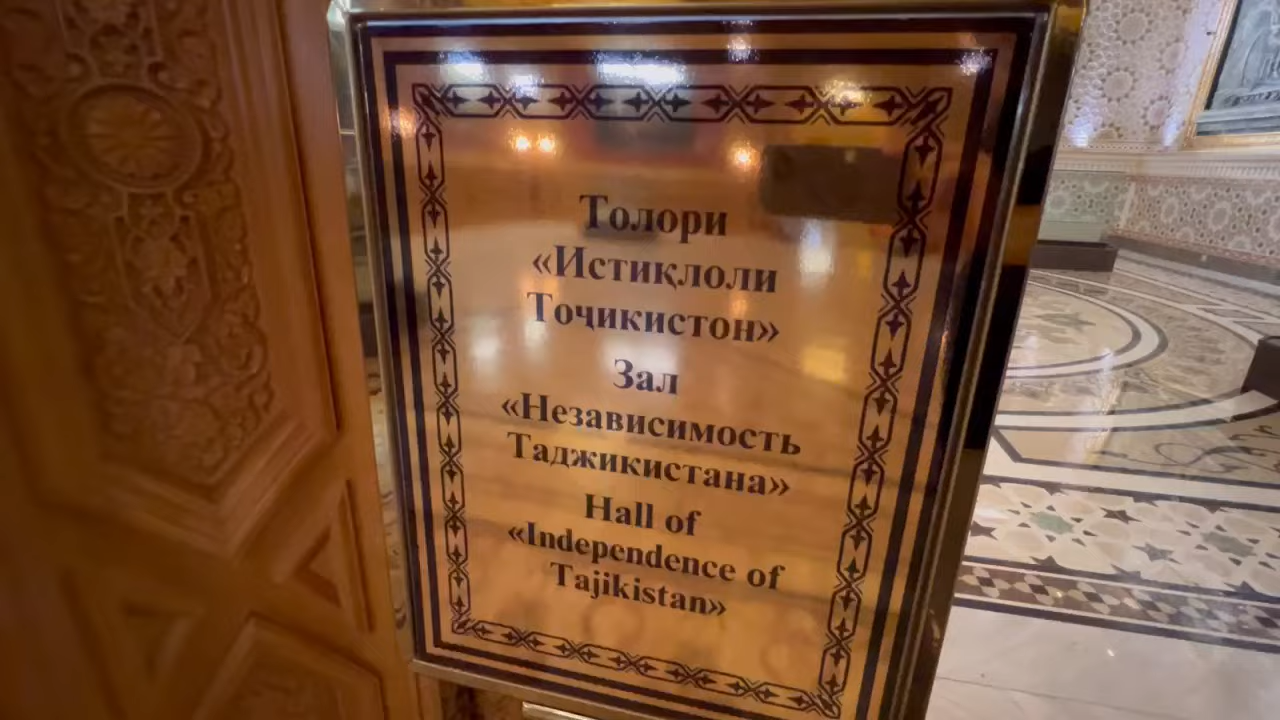 Толори
«Истиқлоли
Тоҷикистон»
Зал
«Независимость
Таджикистана»
Hall of
«Independence of
Tajikistan»